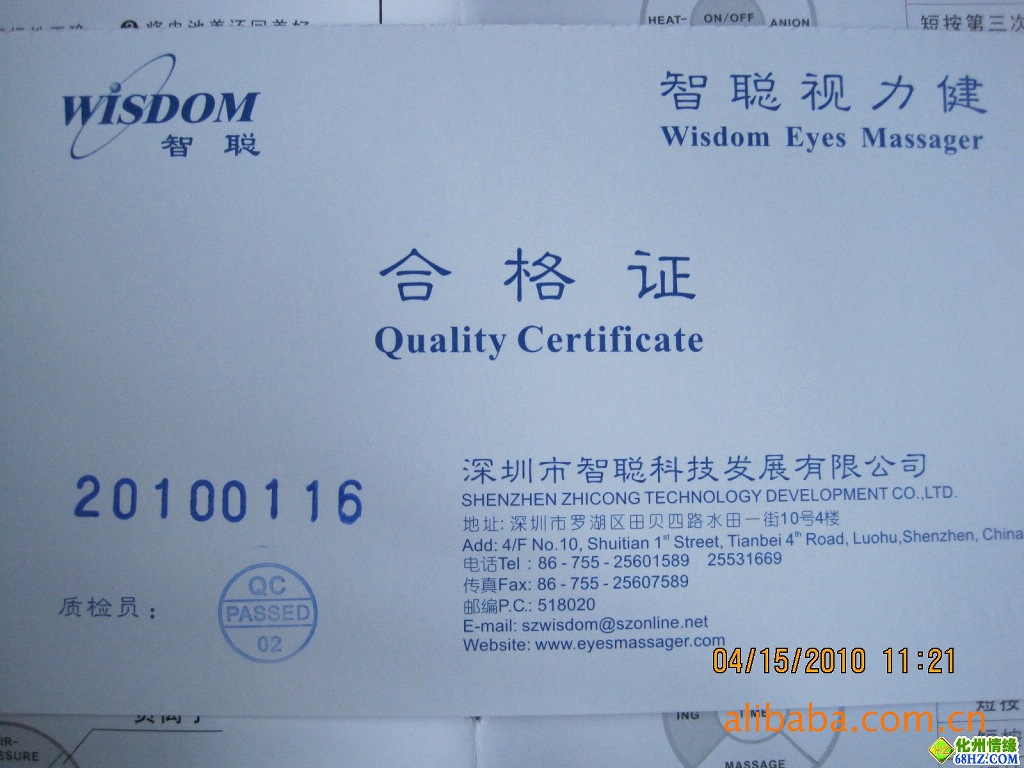 HEAT-
ON/OFF
ANION
短按第三次
WiSDOM
智聪
智聪视力健
Wisdom Eyes Massager
合格证
Quality Certificate
20100116
深圳市智聪科技发展有限公司
SHENZHEN ZHICONG TECHNOLOGY DEVELOPMENT CO.,LTD.
地址: 深圳市罗湖区田贝四路水田一街10号4楼
Add: 4/F No.10, Shuitian 1st Street, Tianbei 4th Road, Luohu,Shenzhen, China
电话Tel : 86 - 755 - 25601589 25531669
传真Fax: 86 - 755 - 25607589
邮编P.C.: 518020
E-mail: szwisdom@szonline.net
Website: www.eyesmassager.com
质检员:
QC
PASSED
02
04/15/2010 11:21
alibaba.com.cn
短按
ING
TIME
MASSAGE
SSURE
化州情缘
68HZ.COM